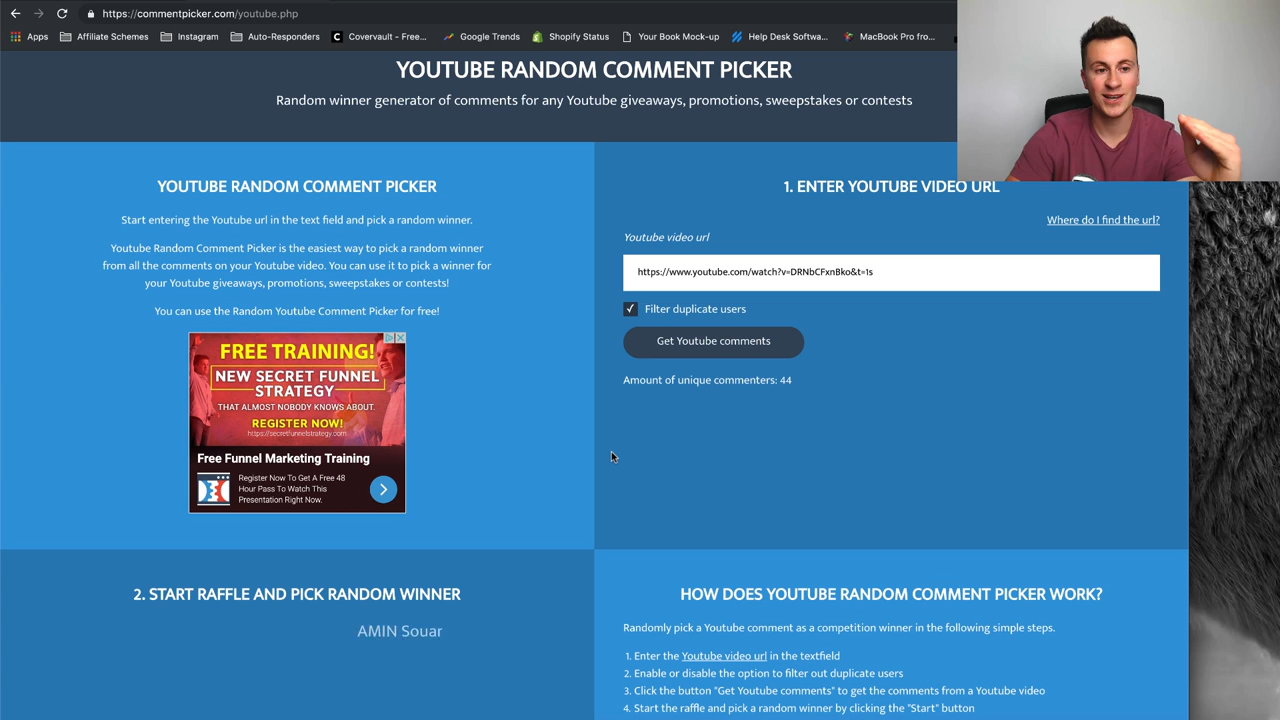 https://commentpicker.com/youtube.php
Apps
Affiliate Schemes
Instagram
Auto-Responders
Covervault - Free...
Google Trends
Shopify Status
Your Book Mock-up
Help Desk Softwa...
MacBook Pro from...
YOUTUBE RANDOM COMMENT PICKER
Random winner generator of comments for any Youtube giveaways, promotions, sweepstakes or contests
YOUTUBE RANDOM COMMENT PICKER
Start entering the Youtube url in the text field and pick a random winner.
Youtube Random Comment Picker is the easiest way to pick a random winner
from all the comments on your Youtube video. You can use it to pick a winner for
your Youtube giveaways, promotions, sweepstakes or contests!
You can use the Random Youtube Comment Picker for free!
FREE TRAINING!
NEW SECRET FUNNEL
STRATEGY
THAT ALMOST NOBODY KNOWS ABOUT.
REGISTER NOW!
https://secretfunnelstrategy.com
Free Funnel Marketing Training
Register Now To Get A Free 48
Hour Pass To Watch This
Presentation Right Now.
1. ENTER YOUTUBE VIDEO URL
Where do I find the url?
Youtube video url
https://www.youtube.com/watch?v=DRNbCFxnBko&t=1s
Filter duplicate users
Get Youtube comments
Amount of unique commenters: 44
2. START RAFFLE AND PICK RANDOM WINNER
AMIN Souar
HOW DOES YOUTUBE RANDOM COMMENT PICKER WORK?
Randomly pick a Youtube comment as a competition winner in the following simple steps.
1. Enter the Youtube video url in the textfield
2. Enable or disable the option to filter out duplicate users
3. Click the button "Get Youtube comments" to get the comments from a Youtube video
4. Start the raffle and pick a random winner by clicking the "Start" button